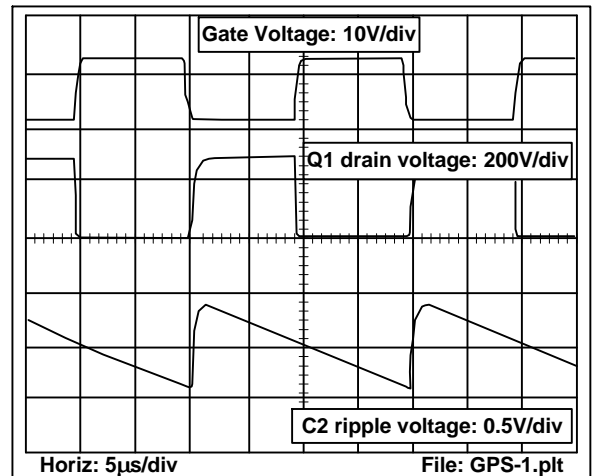 Gate Voltage: 10V/div
Q1 drain voltage: 200V/div
C2 ripple voltage: 0.5V/div
Horiz: 5µs/div
File: GPS-1.plt